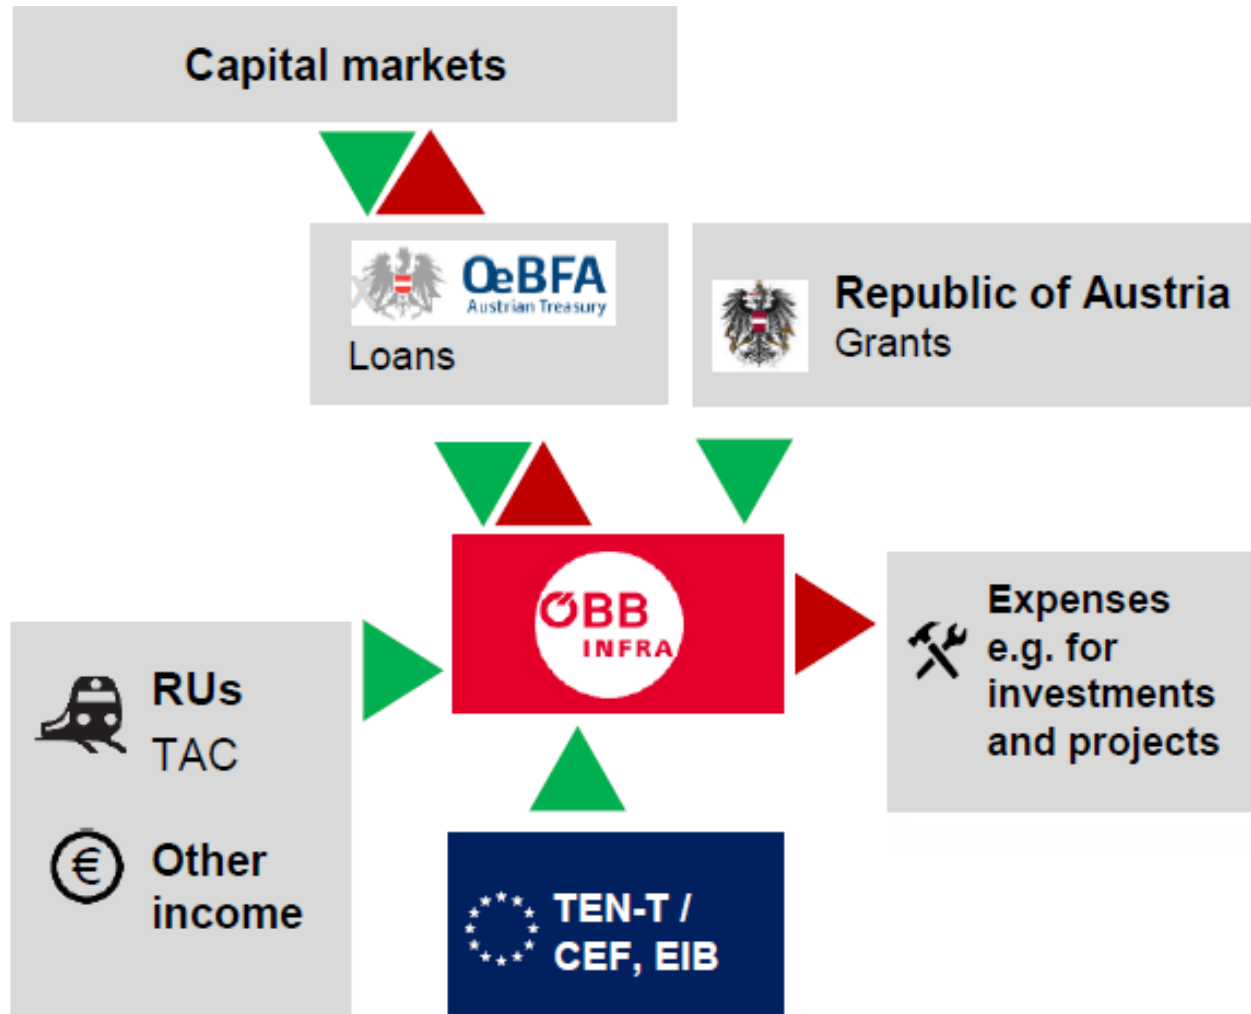 Capital markets
OeBFA
Austrian Treasury
Loans
Republic of Austria
Grants
ÖBB
INFRA
Expenses
e.g. for
investments
and projects
RUs
TAC
€
Other
income
TEN-T /
CEF, EIB